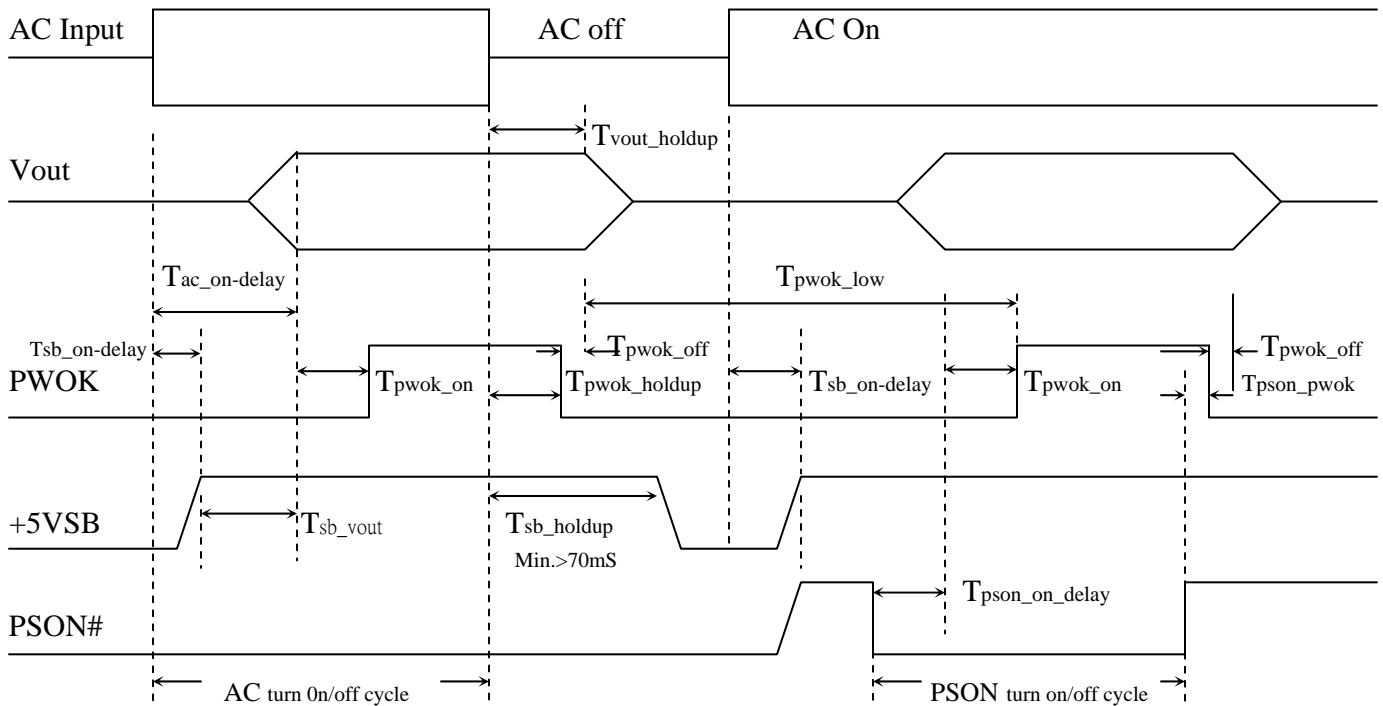 AC Input
AC off
AC On
Tvout_holdup
Vout
Tac_on-delay
Tpwok_low
Tsb_on-delay
Tpwok_off
Tpwok_off
PWOK
Tpwok_on
Tpwok_holdup
Tsb_on-delay
Tpwok_on
Tpson_pwok
+5VSB
Tsb_vout
Tsb_holdup
Min.>70mS
PSON#
Tpson_on_delay
AC turn 0n/off cycle
PSON turn on/off cycle